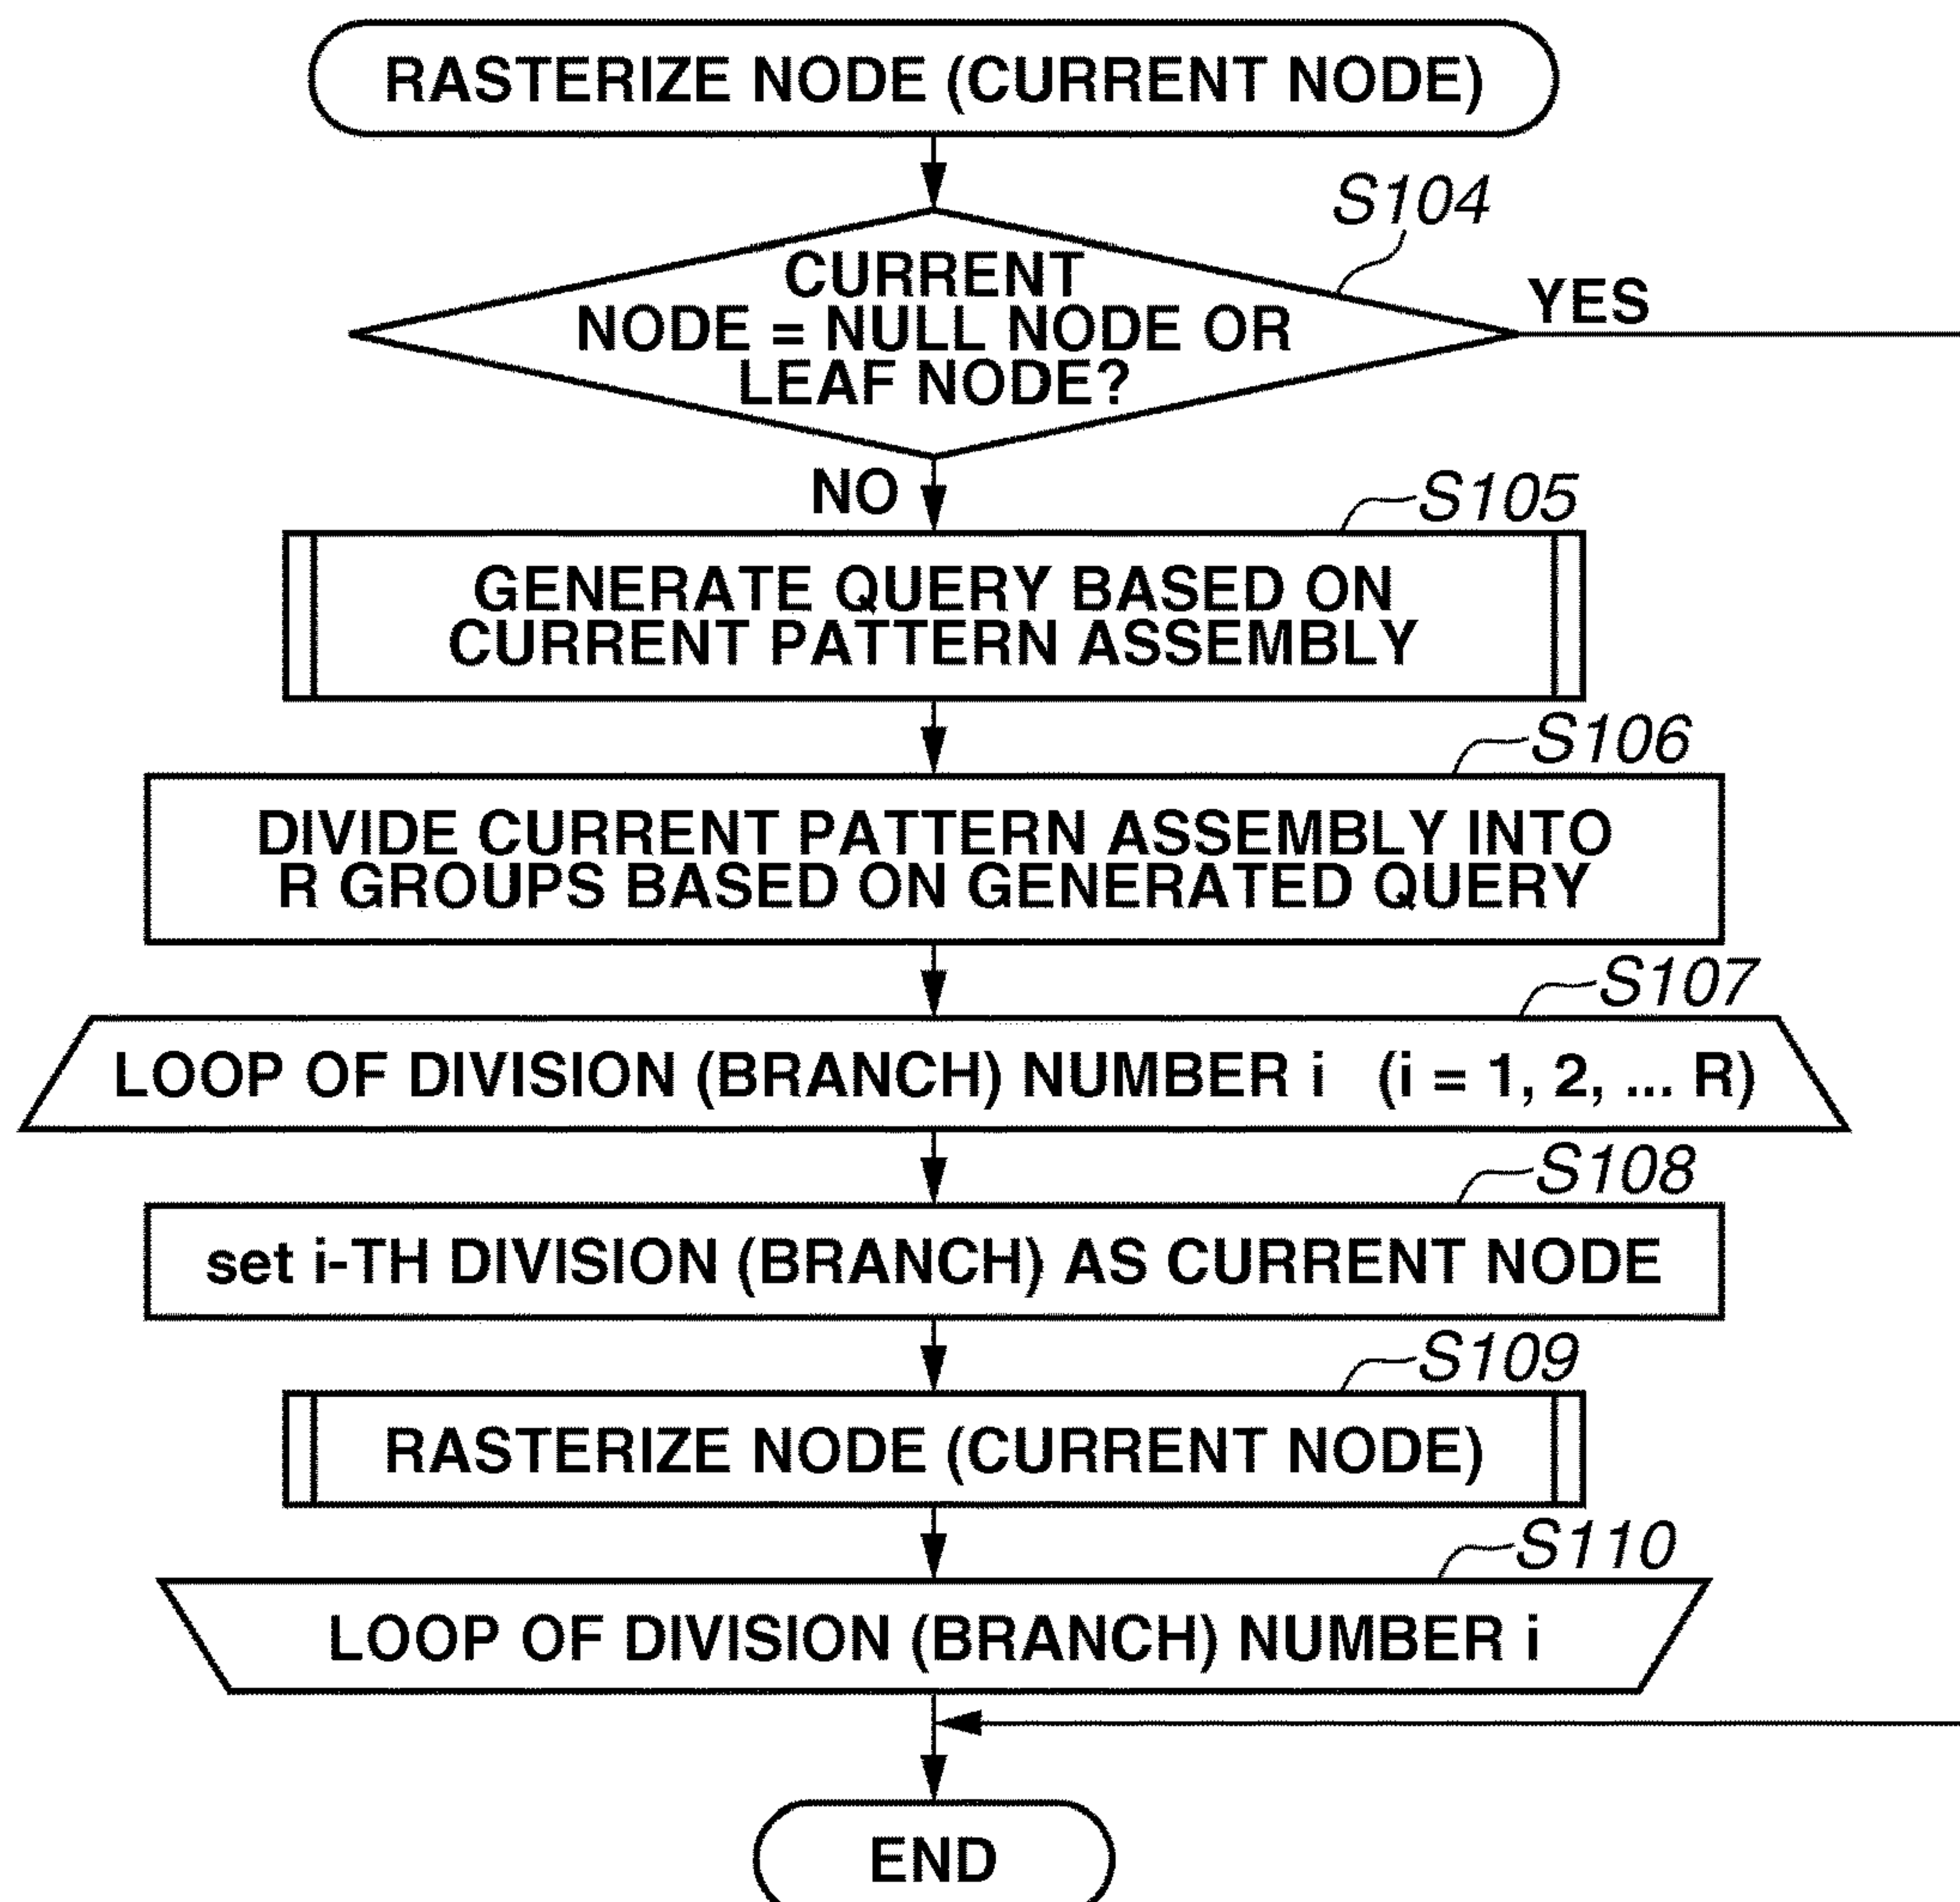 RASTERIZE NODE (CURRENT NODE)
S104
CURRENT
NODE = NULL NODE OR
LEAF NODE?
YES
NO
S105
GENERATE QUERY BASED ON
CURRENT PATTERN ASSEMBLY
S106
DIVIDE CURRENT PATTERN ASSEMBLY INTO
R GROUPS BASED ON GENERATED QUERY
S107
LOOP OF DIVISION (BRANCH) NUMBER i (i = 1, 2, ... R)
S108
set i-TH DIVISION (BRANCH) AS CURRENT NODE
S109
RASTERIZE NODE (CURRENT NODE)
S110
LOOP OF DIVISION (BRANCH) NUMBER i
END